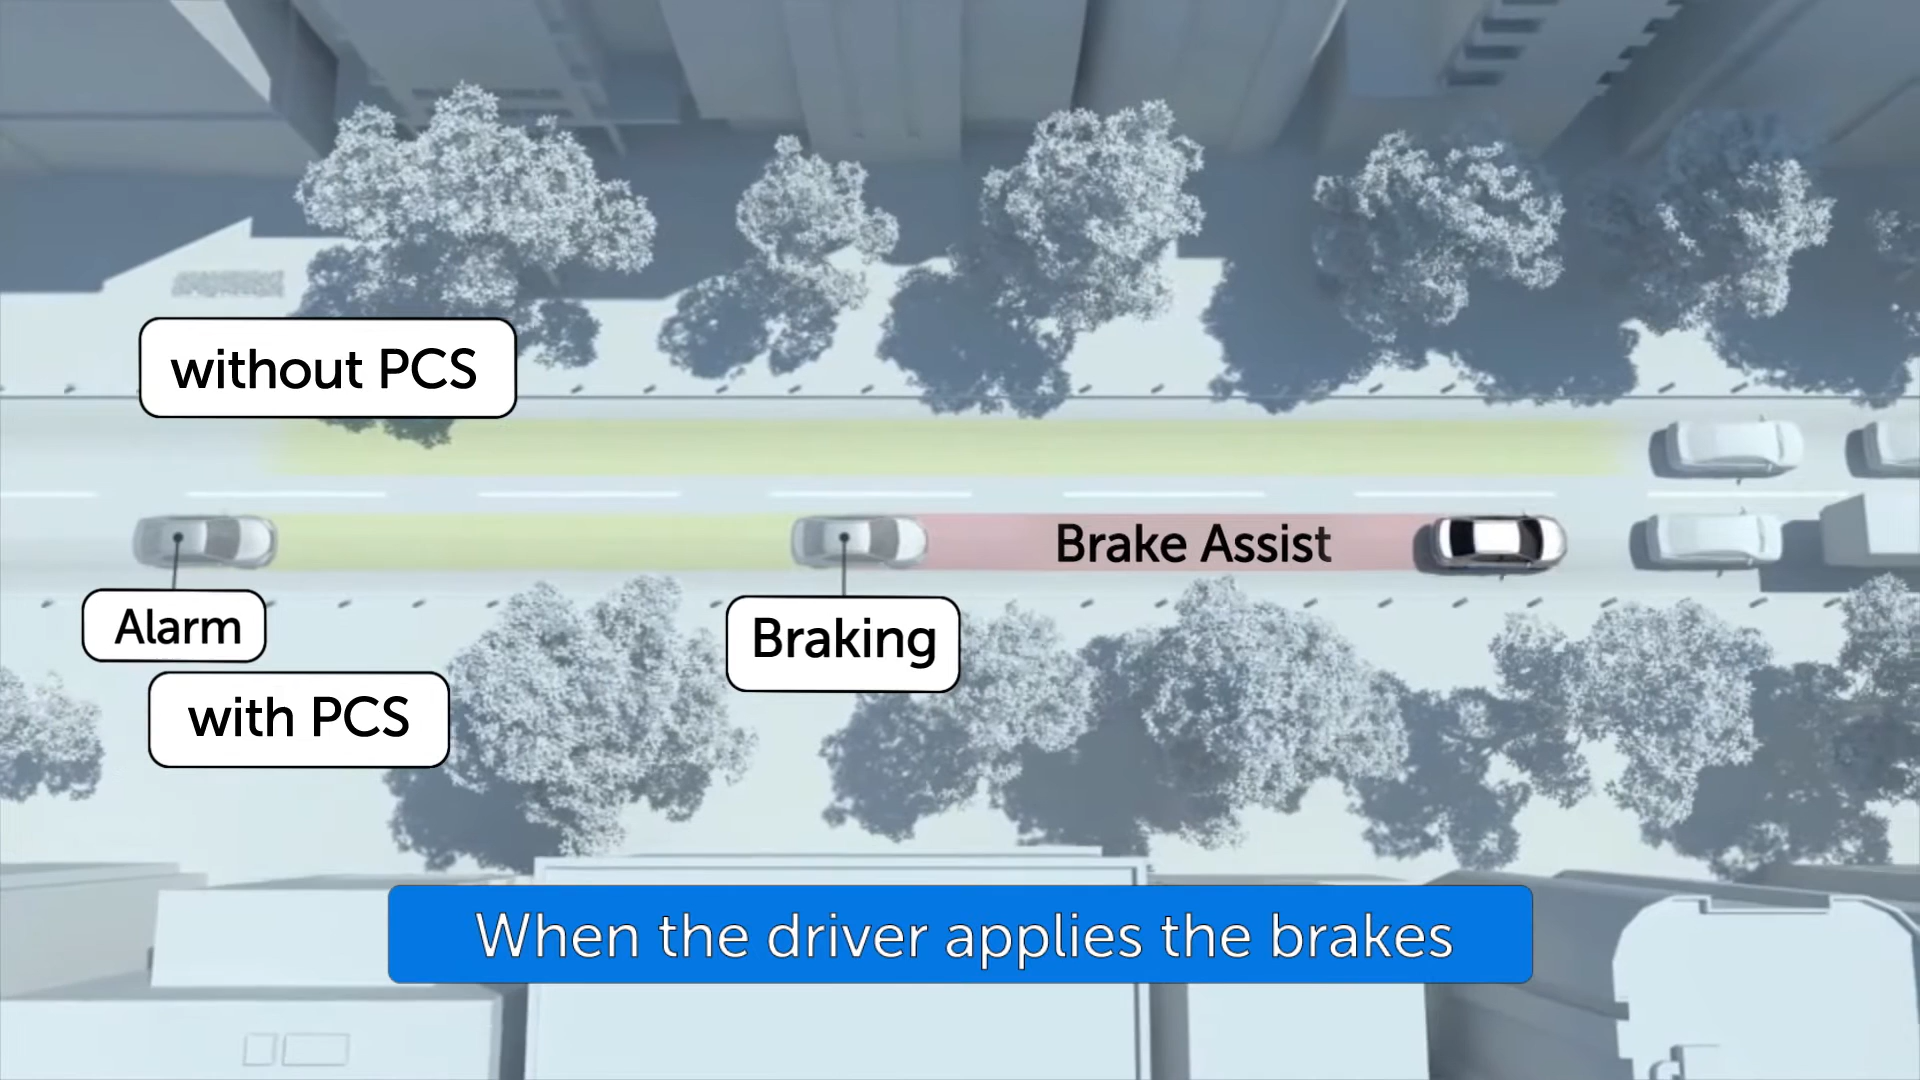 without PCS
Brake Assist
Alarm
Braking
with PCS
When the driver applies the brakes